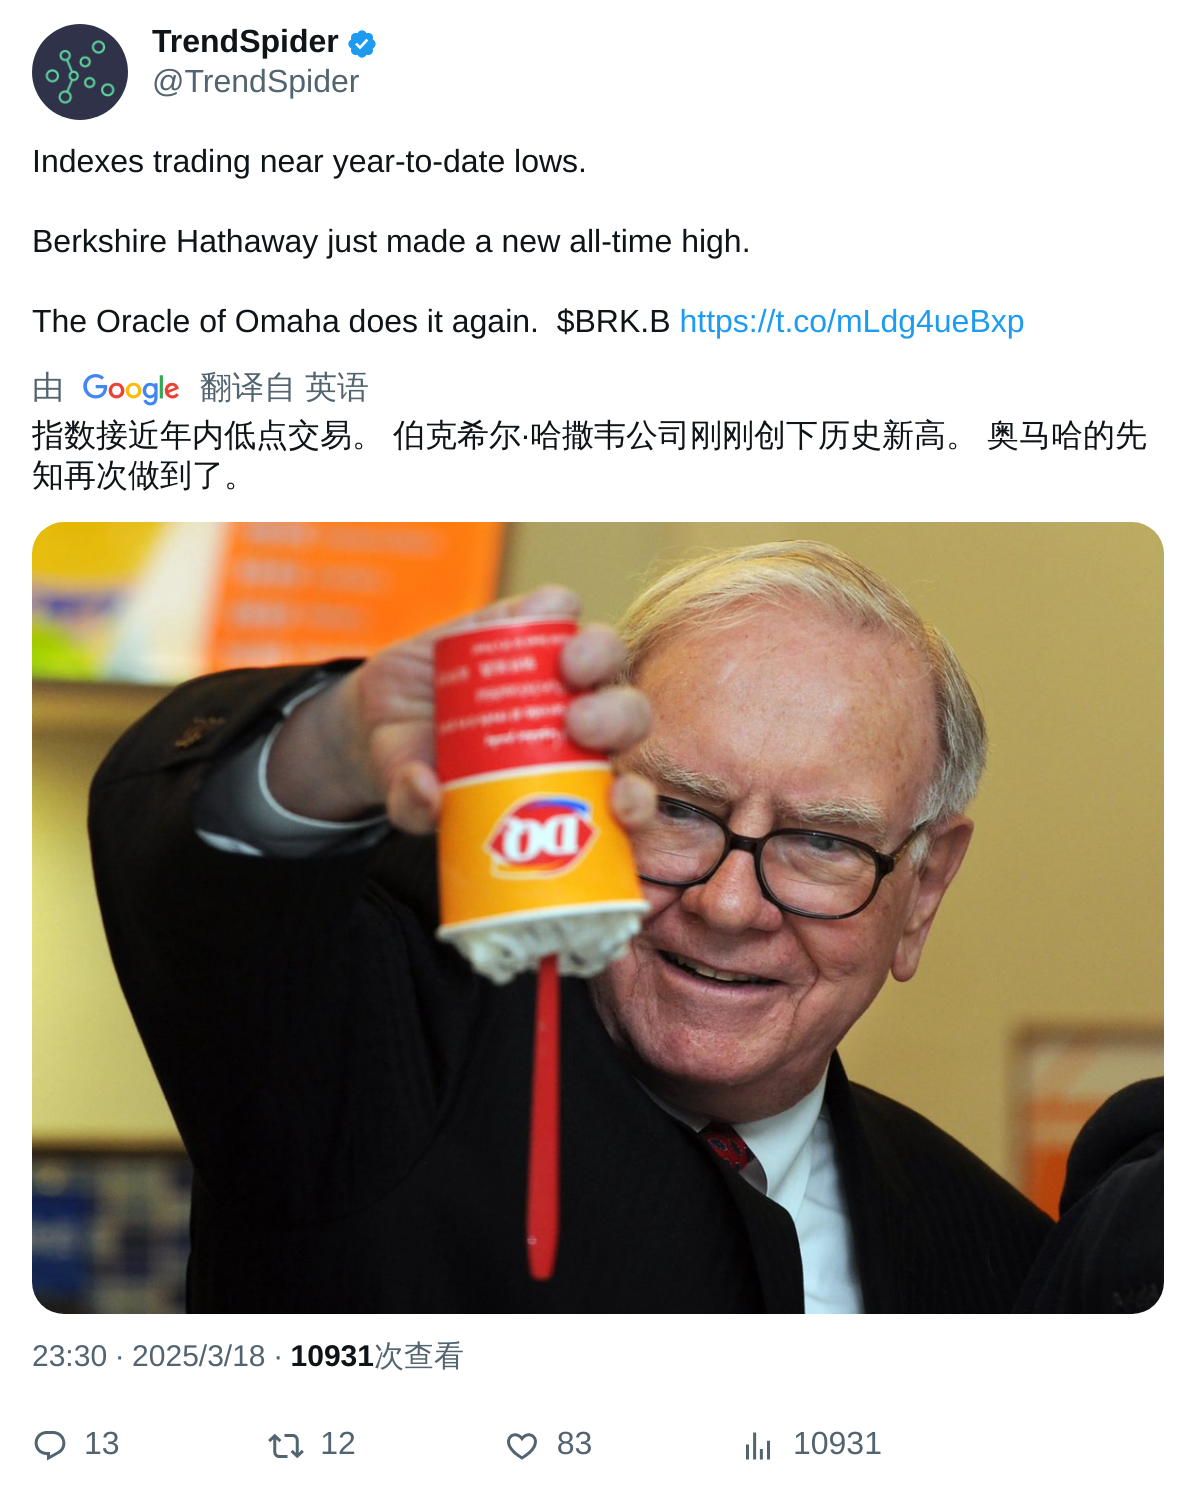 TrendSpider
@TrendSpider
Indexes trading near year-to-date lows.
Berkshire Hathaway just made a new all-time high.
The Oracle of Omaha does it again.  $BRK.B https://t.co/mLdg4ueBxp
由 Google 翻译自 英语
指数接近年内低点交易。 伯克希尔·哈撒韦公司刚刚创下历史新高。 奥马哈的先
知再次做到了。
DQ
23:30 · 2025/3/18 · 10931次查看
13 12 83 10931